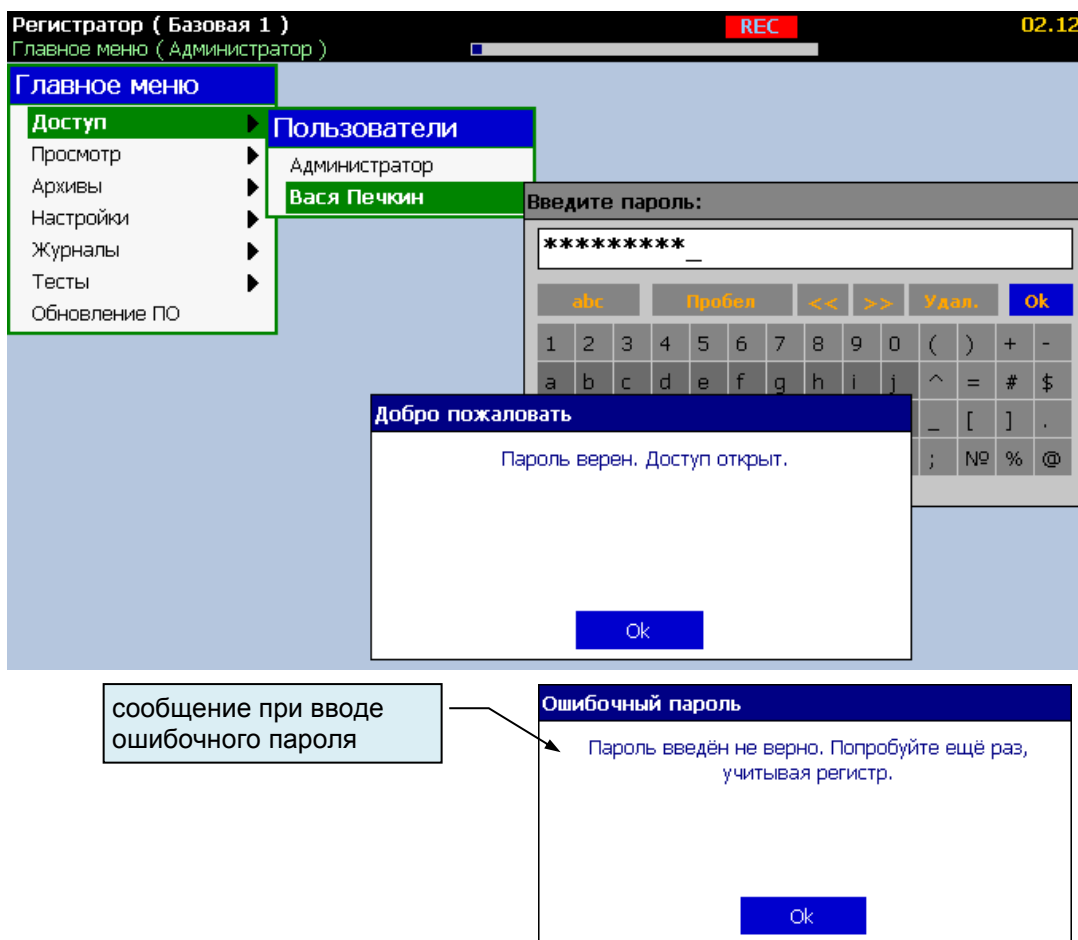 Регистратор ( Базовая 1 )
REC
02.12
Главное меню ( Администратор )
Главное меню
Доступ
Просмотр
Архивы
Настройки
Журналы
Тесты
Обновление ПО
Пользователи
Администратор
Вася Печкин
Введите пароль:
*********_
abc Пробел << >> Удал. Ok
1 2 3 4 5 6 7 8 9 0 ( ) + -
a b c d e f g h i j ^ = # $
_ [ ] .
; № % @
Добро пожаловать
Пароль верен. Доступ открыт.
Ok
сообщение при вводе
ошибочного пароля
Ошибочный пароль
Пароль введён не верно. Попробуйте ещё раз,
учитывая регистр.
Ok